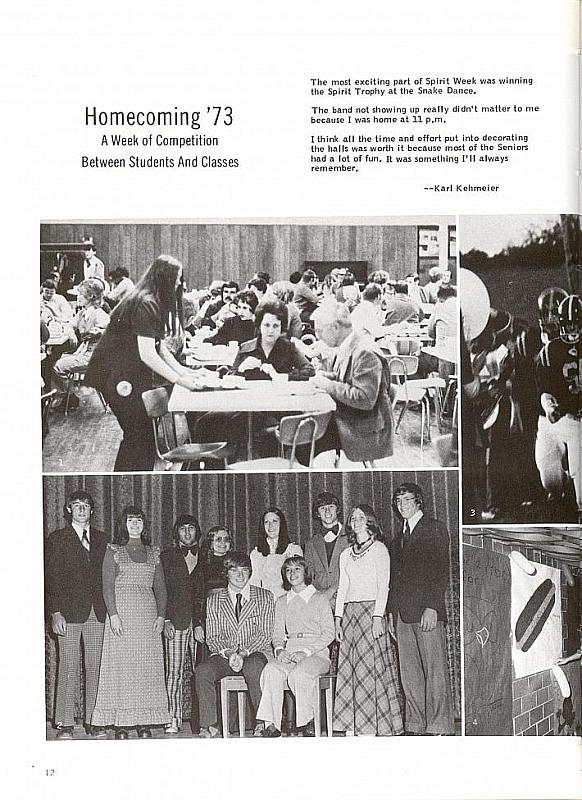 Homecoming '73
A Week of Competition
Between Students And Classes
The most exciting part of Spirit Week was winning
the Spirit Trophy at the Snake Dance.
The band not showing up really didn't matter to me
because I was home at 11 p.m.
I think all the time and effort put into decorating
the halls was worth it because most of the Seniors
had a lot of fun. It was something I'll always
remember.
--Karl Kehmeier
1
2
3
4
12